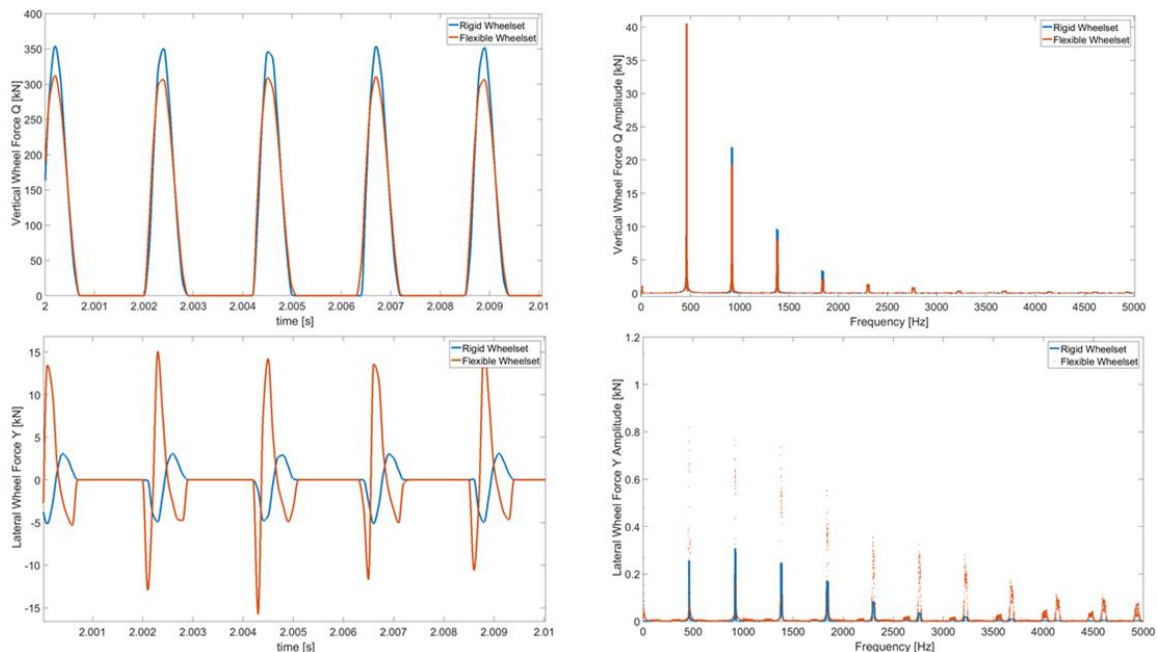 Vertical Wheel Force Q [kN]
400
350
300
250
200
150
100
50
0
Rigid Wheelset
Flexible Wheelset
2 2.001 2.002 2.003 2.004 2.005 2.006 2.007 2.008 2.009 2.01
time [s]
Vertical Wheel Force Q Amplitude [kN]
40
35
30
25
20
15
10
5
0
Rigid Wheelset
Flexible Wheelset
0 500 1000 1500 2000 2500 3000 3500 4000 4500 5000
Frequency [Hz]
Lateral Wheel Force Y [kN]
15
10
5
0
-5
-10
-15
Rigid Wheelset
Flexible Wheelset
2.001 2.002 2.003 2.004 2.005 2.006 2.007 2.008 2.009 2.01
time [s]
Lateral Wheel Force Y Amplitude [kN]
1.2
1
0.8
0.6
0.4
0.2
0
Rigid Wheelset
Flexible Wheelset
0 500 1000 1500 2000 2500 3000 3500 4000 4500 5000
Frequency [Hz]